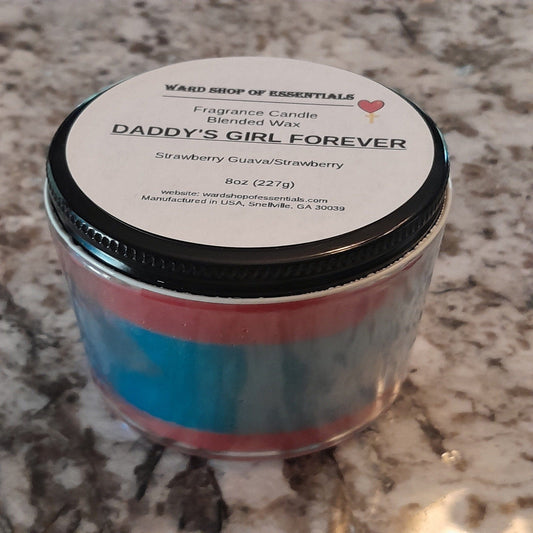 WARD SHOP OF ESSENTIALS
Fragrance Candle
Blended Wax
DADDY'S GIRL FOREVER
Strawberry Guava/Strawberry
8oz (227g)
website: wardshopofessentials.com
Manufactured in USA, Snellville, GA 30039